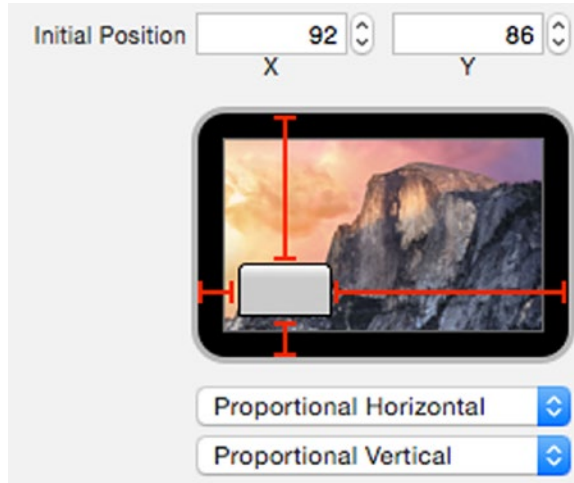 Initial Position 92 86
X Y
Proportional Horizontal
Proportional Vertical